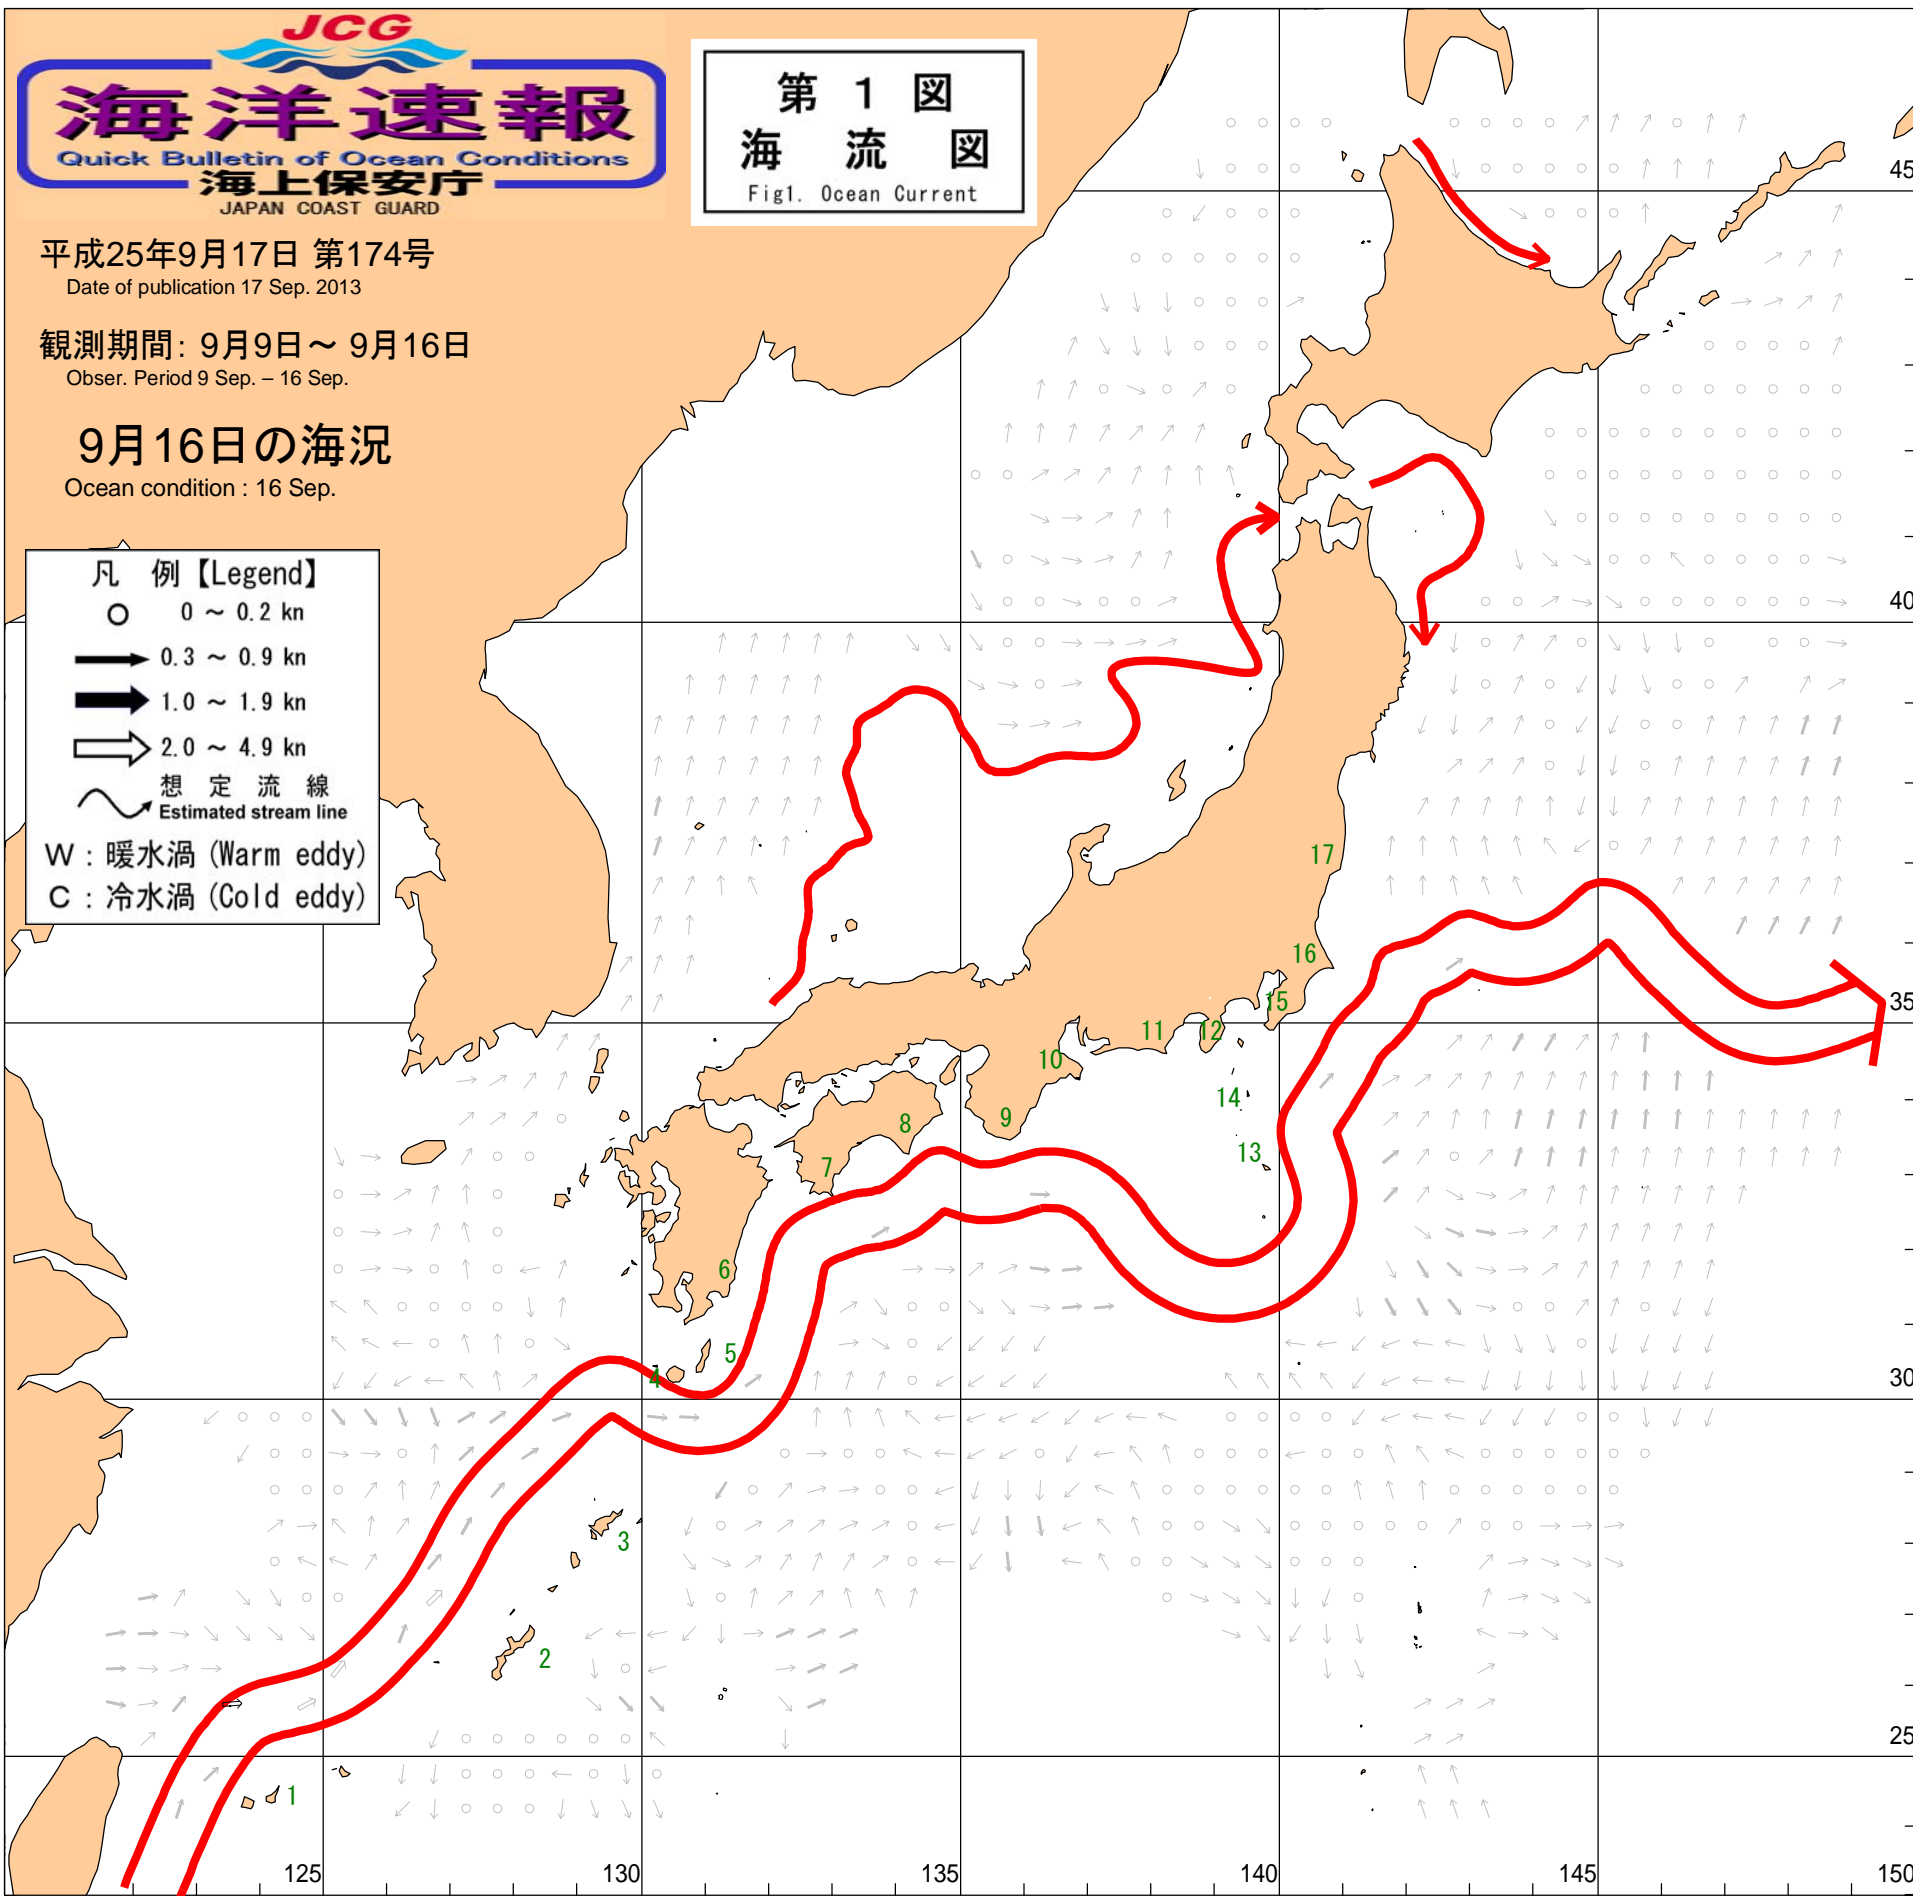 JCG
海洋速報
Quick Bulletin of Ocean Conditions
海上保安庁
JAPAN COAST GUARD
第 1 図
海 流 図
Fig1. Ocean Current
平成25年9月17日 第174号
Date of publication 17 Sep. 2013
観測期間: 9月9日～ 9月16日
Obser. Period 9 Sep. – 16 Sep.
9月16日の海況
Ocean condition : 16 Sep.
凡 例【Legend】
0 ～ 0.2 kn
0.3 ～ 0.9 kn
1.0 ～ 1.9 kn
2.0 ～ 4.9 kn
想 定 流 線
Estimated stream line
W : 暖水渦 (Warm eddy)
C : 冷水渦 (Cold eddy)
45
40
17
16
35
15
12
11
10
14
9
8
13
7
6
5
4
30
3
2
25
1
125
130
135
140
145
150